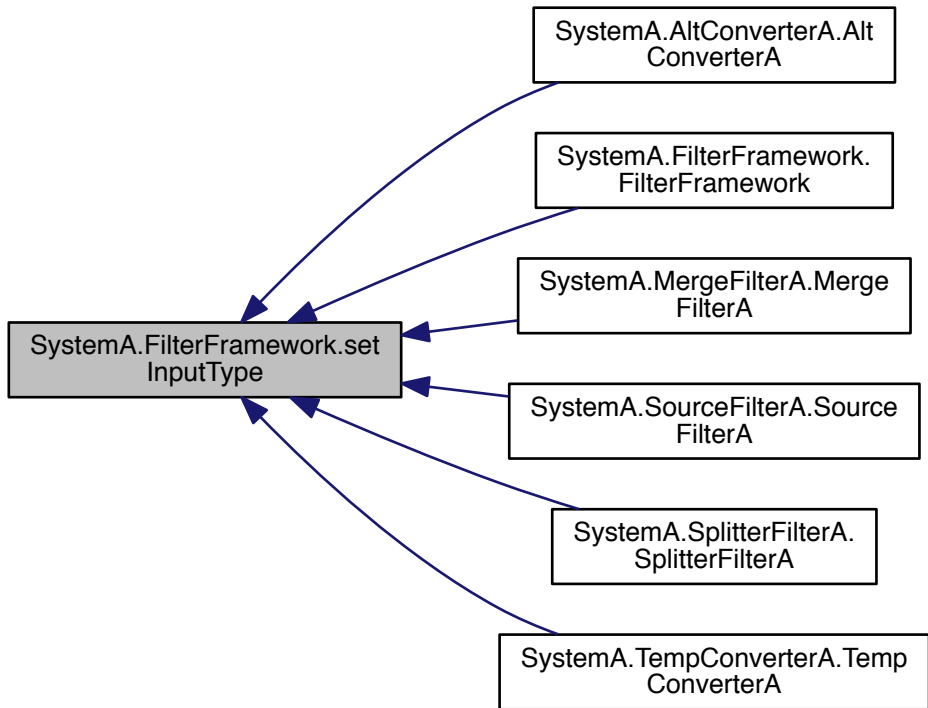 SystemA.AltConverterA.Alt
ConverterA
SystemA.FilterFramework.
FilterFramework
SystemA.MergeFilterA.Merge
FilterA
SystemA.FilterFramework.set
InputType
SystemA.SourceFilterA.Source
FilterA
SystemA.SplitterFilterA.
SplitterFilterA
SystemA.TempConverterA.Temp
ConverterA